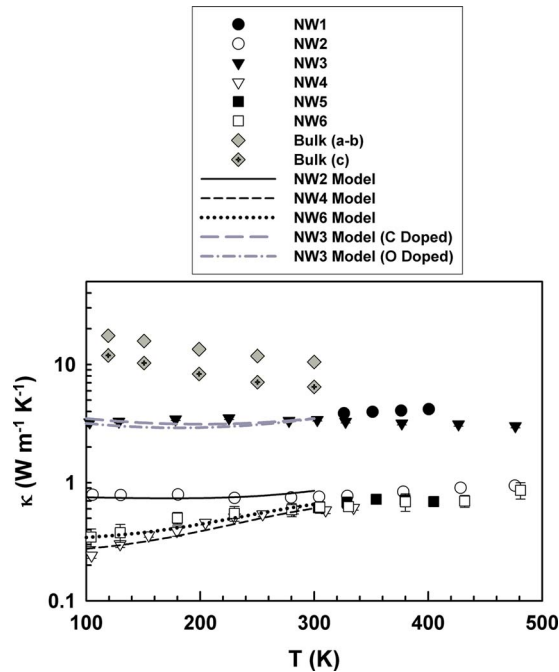 NW1
NW2
NW3
NW4
NW5
NW6
Bulk (a-b)
Bulk (c)
NW2 Model
NW4 Model
NW6 Model
NW3 Model (C Doped)
NW3 Model (O Doped)
10
1
0.1
κ (W m⁻¹ K⁻¹)
100 200 300 400 500
T (K)